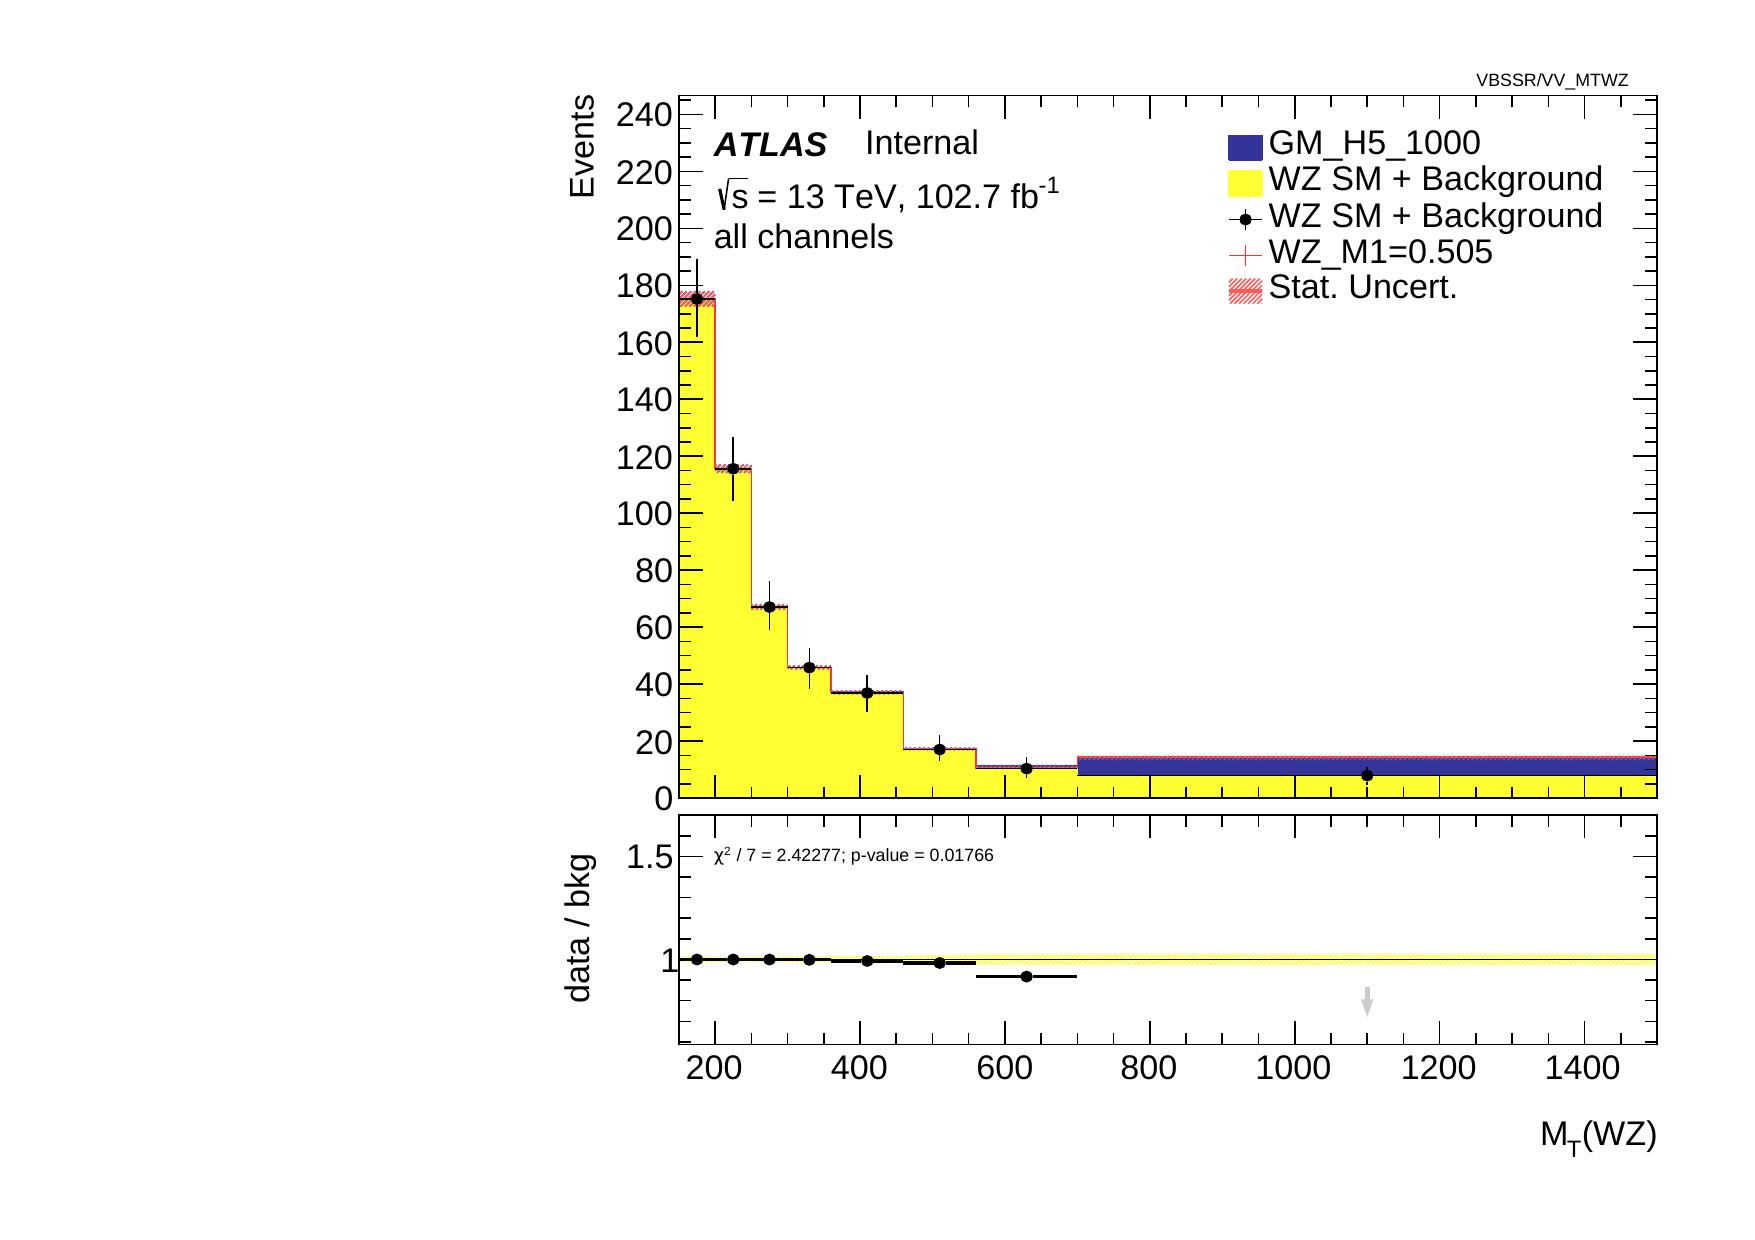 VBSSR/VV_MTWZ
Events
240
220
200
180
160
140
120
100
80
60
40
20
0
ATLAS Internal
√s = 13 TeV, 102.7 fb-1
all channels
GM_H5_1000
WZ SM + Background
WZ SM + Background
WZ_M1=0.505
Stat. Uncert.
data / bkg
1.5
1
χ2 / 7 = 2.42277; p-value = 0.01766
200 400 600 800 1000 1200 1400
MT(WZ)